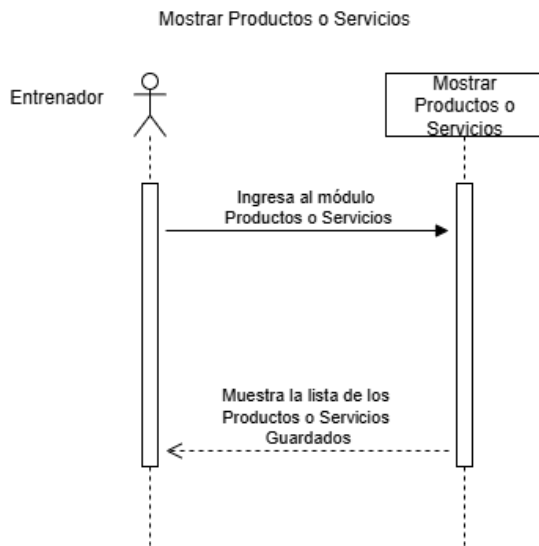 Mostrar Productos o Servicios
Entrenador
Mostrar
Productos o
Servicios
Ingresa al módulo
Productos o Servicios
Muestra la lista de los
Productos o Servicios
Guardados